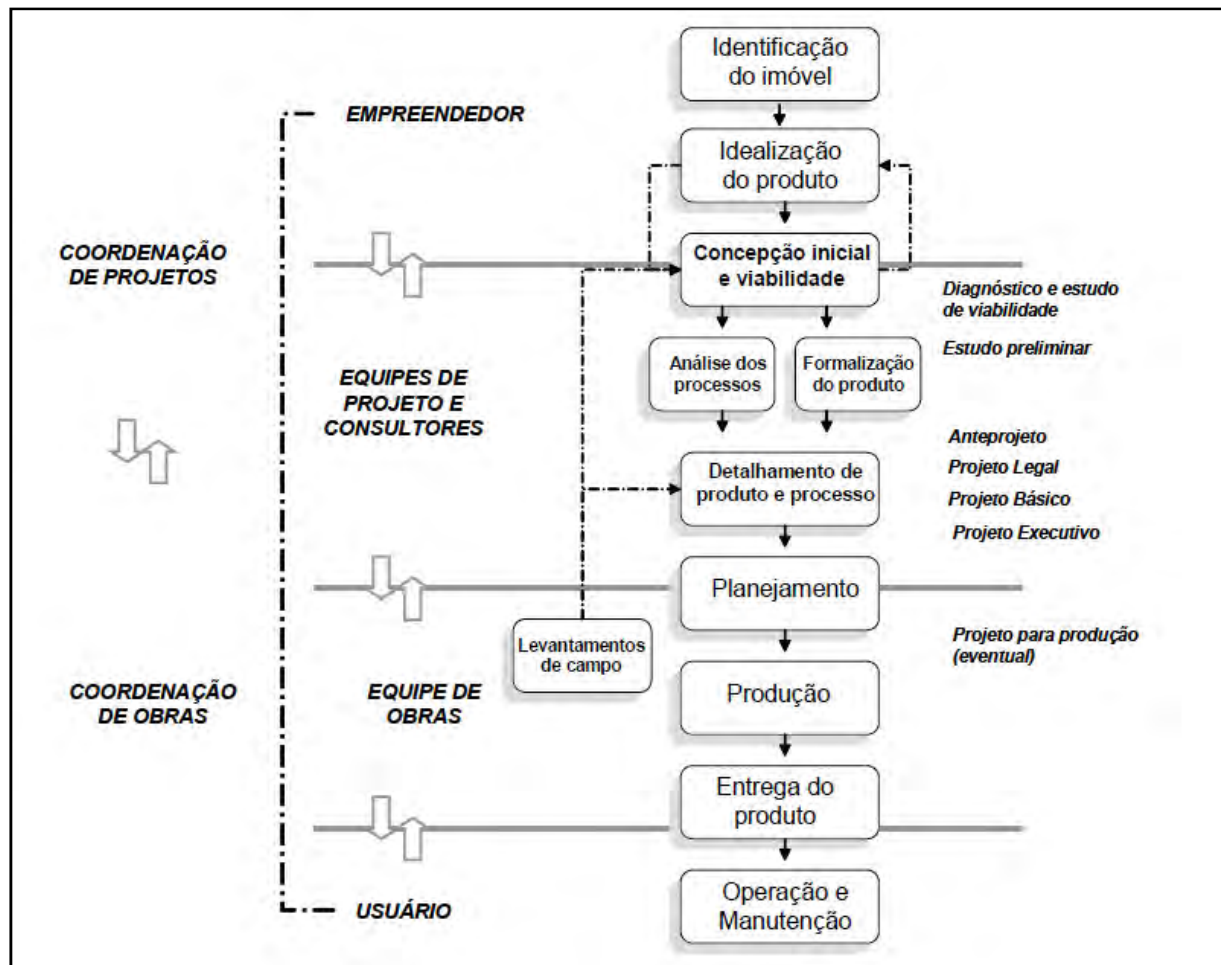 Identificação
do imóvel
EMPREENDEDOR
Idealização
do produto
COORDENAÇÃO
DE PROJETOS
Concepção inicial
e viabilidade
Diagnóstico e estudo
de viabilidade
Estudo preliminar
EQUIPES DE
PROJETO E
CONSULTORES
Análise dos
processos
Formalização
do produto
Anteprojeto
Projeto Legal
Projeto Básico
Projeto Executivo
Detalhamento de
produto e processo
Planejamento
Levantamentos
de campo
Projeto para produção
(eventual)
COORDENAÇÃO
DE OBRAS
EQUIPE DE
OBRAS
Produção
Entrega do
produto
USUÁRIO
Operação e
Manutenção